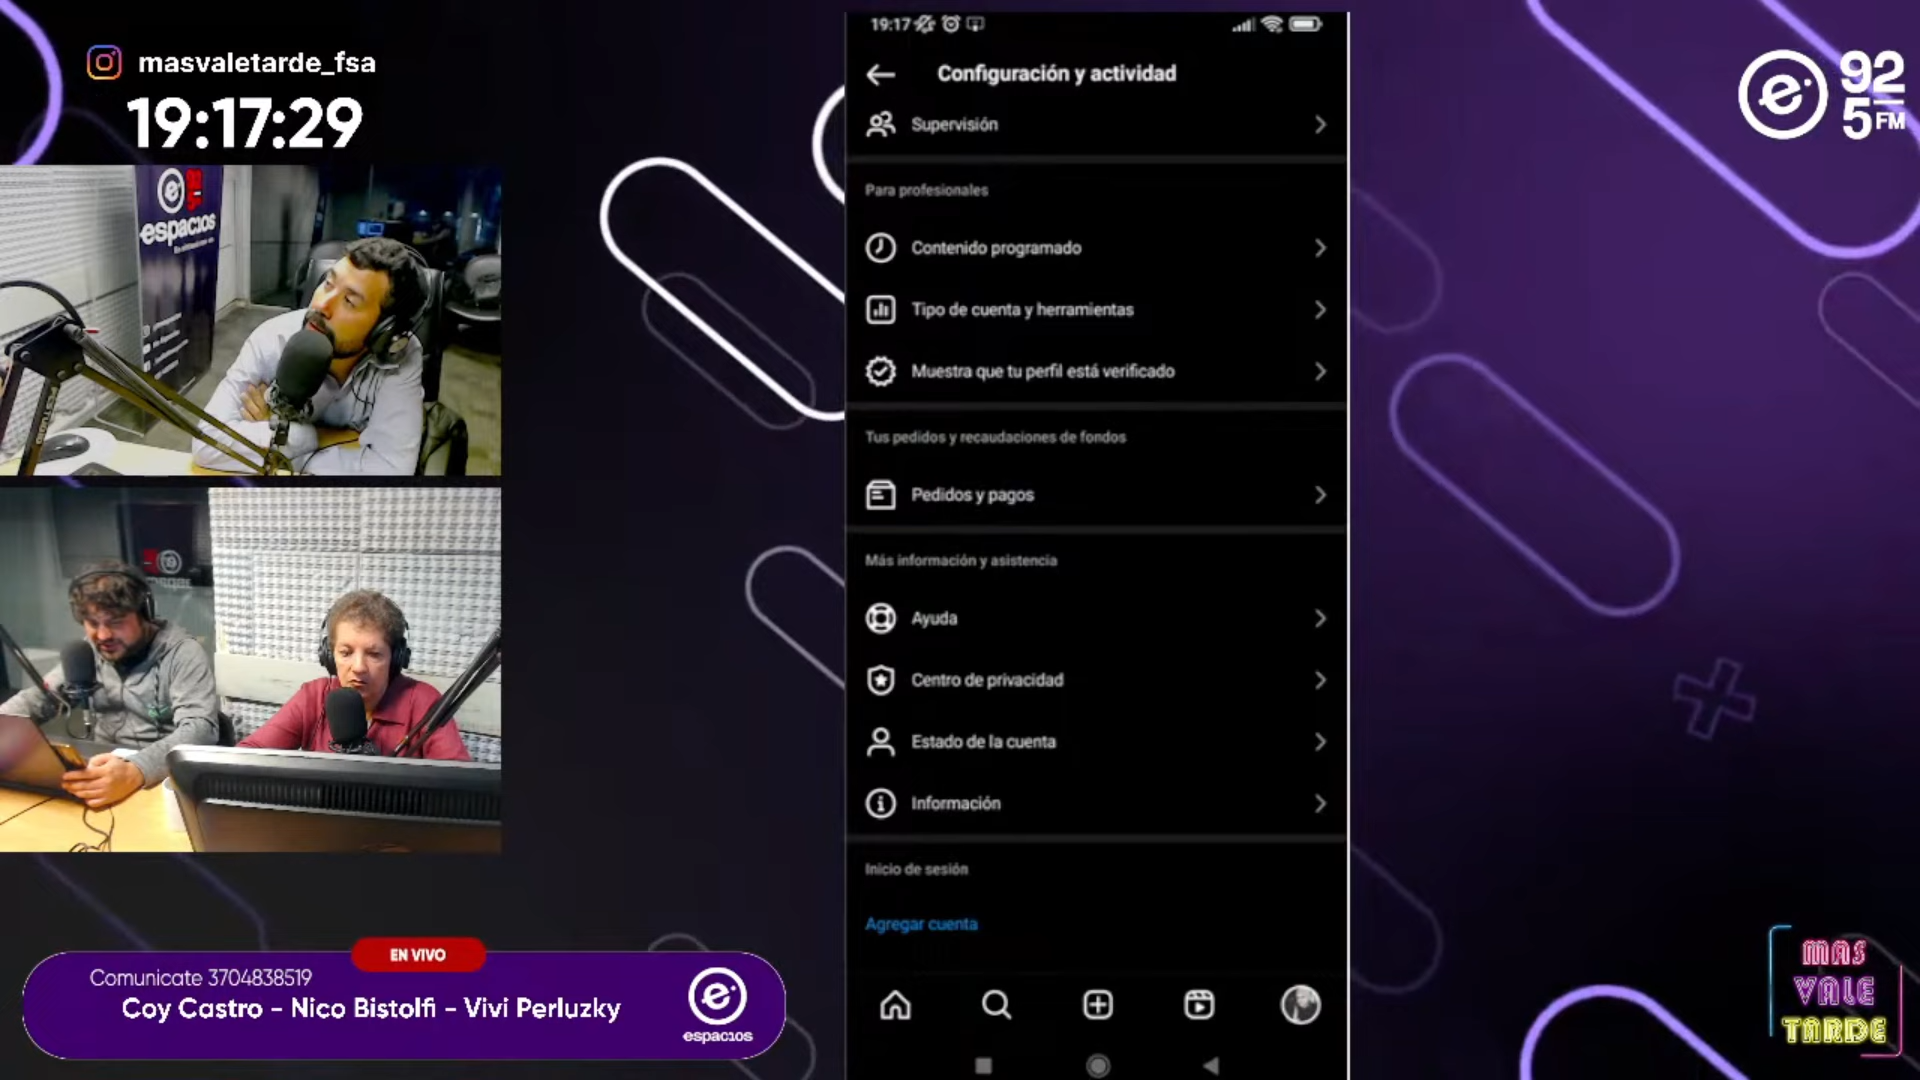 masvaletarde_fsa
19:17:29
espacios
19:17
Configuración y actividad
Supervisión
Para profesionales
Contenido programado
Tipo de cuenta y herramientas
Muestra que tu perfil está verificado
Tus pedidos y recaudaciones de fondos
Pedidos y pagos
Más información y asistencia
Ayuda
Centro de privacidad
Estado de la cuenta
Información
Inicio de sesión
Agregar cuenta
92
5 FM
EN VIVO
Comunicate 3704838519
Coy Castro - Nico Bistolfi - Vivi Perluzky
espacios
MAS
VALE
TARDE